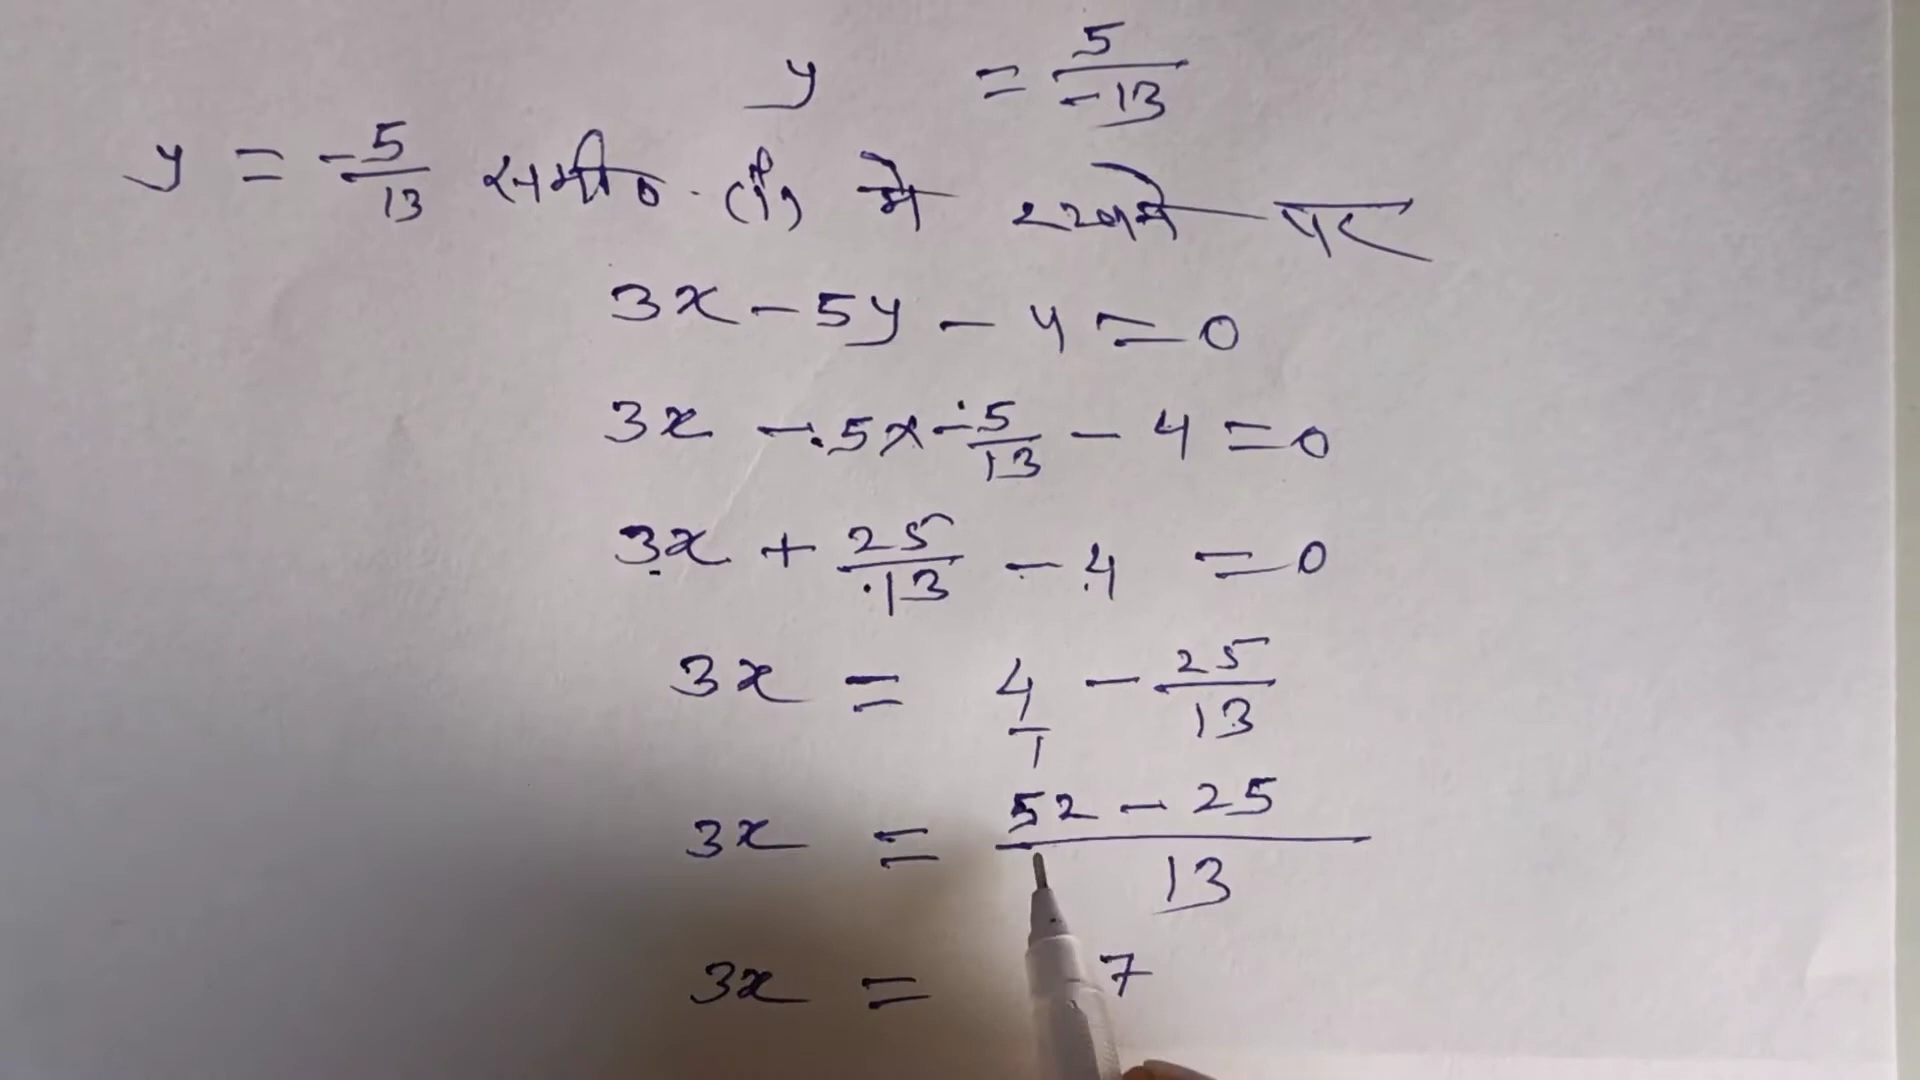 y = 5/-13
y = -5/13 समी० (i) मे रखने पर
3x - 5y - 4 = 0
3x - 5x - 5/13 - 4 = 0
3x + 25/13 - 4 = 0
3x = 4/1 - 25/13
3x = 52 - 25/13
3x = 7